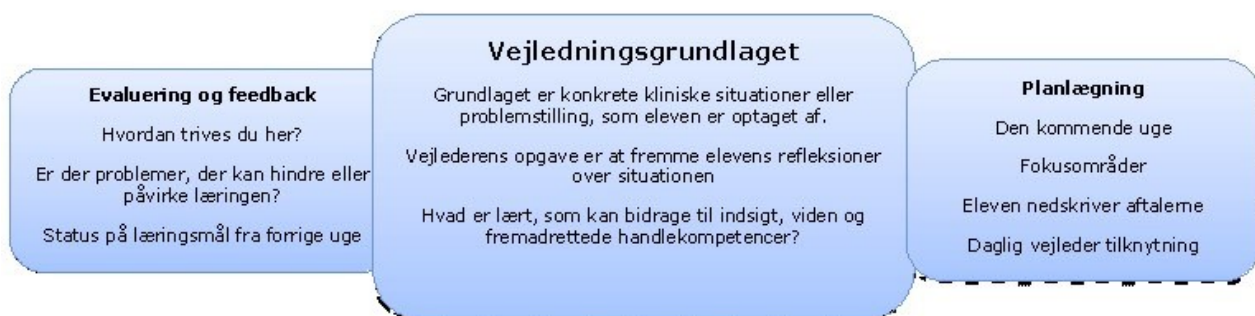 Evaluering og feedback
Hvordan trives du her?
Er der problemer, der kan hindre eller
påvirke læringen?
Status på læringsmål fra forrige uge
Vejledningsgrundlaget
Grundlaget er konkrete kliniske situationer eller
problemstilling, som eleven er optaget af.
Vejlederens opgave er at fremme elevens refleksioner
over situationen
Hvad er lært, som kan bidrage til indsigt, viden og
fremadrettede handlekompetencer?
Planlægning
Den kommende uge
Fokusområder
Eleven nedskriver aftalerne
Daglig vejleder tilknytning